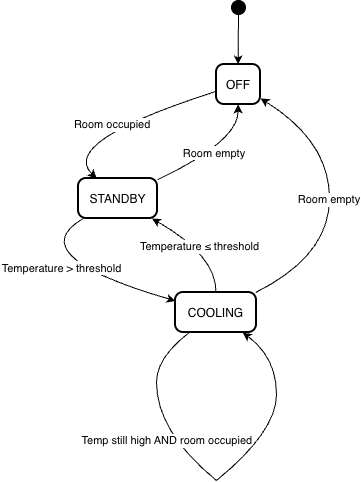 OFF
Room occupied
Room empty
STANDBY
Room empty
Temperature ≤ threshold
Temperature > threshold
COOLING
Temp still high AND room occupied